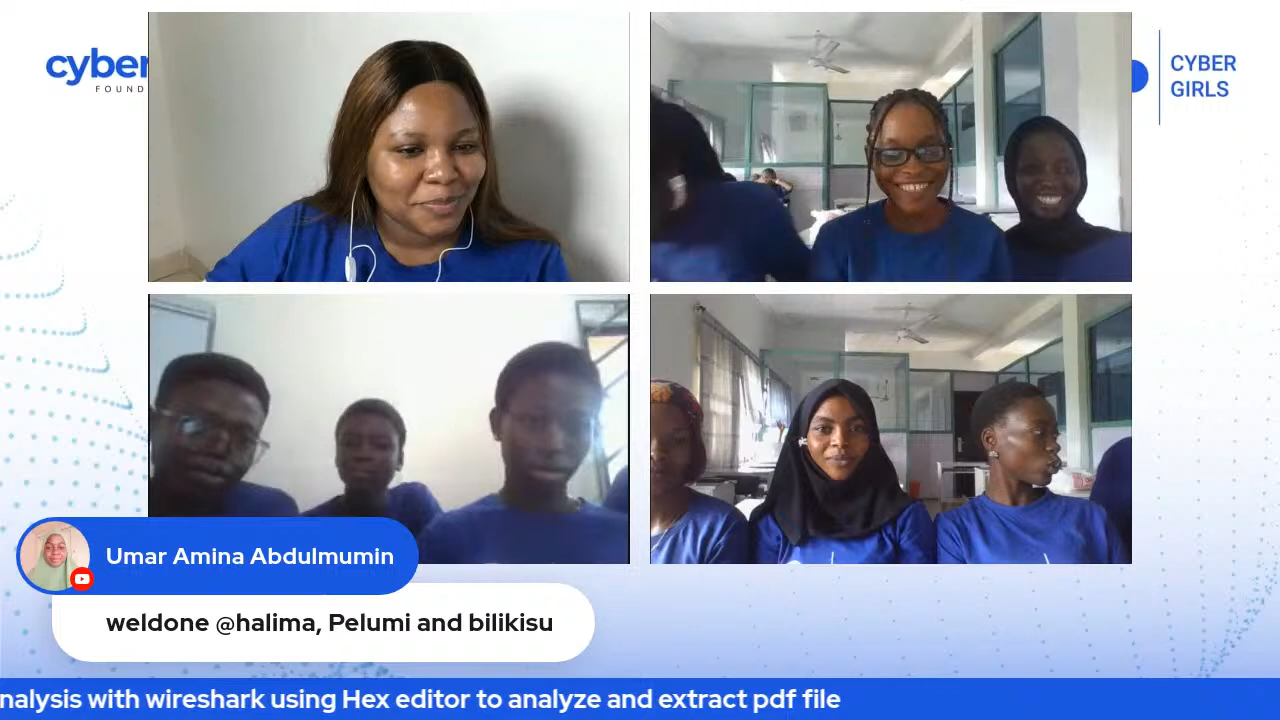 cyber
FOUND
CYBER
GIRLS
Umar Amina Abdulmumin
weldone @halima, Pelumi and bilikisu
nalysis with wireshark using Hex editor to analyze and extract pdf file